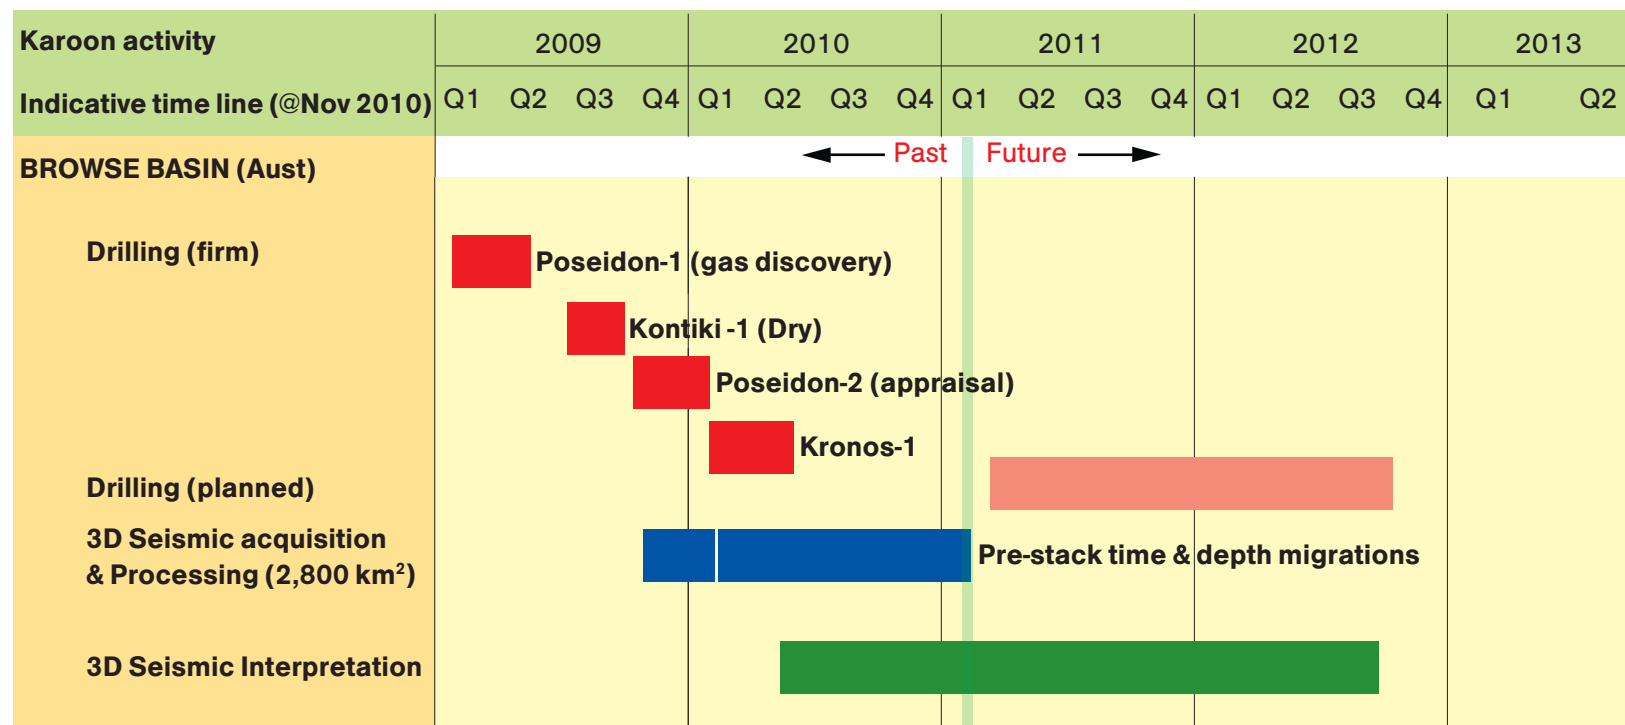 Karoon activity
2009 2010 2011 2012 2013
Indicative time line (@Nov 2010) Q1 Q2 Q3 Q4 Q1 Q2 Q3 Q4 Q1 Q2 Q3 Q4 Q1 Q2 Q3 Q4 Q1 Q2
Past Future
BROWSE BASIN (Aust)
Drilling (firm)
Poseidon-1 (gas discovery)
Kontiki -1 (Dry)
Poseidon-2 (appraisal)
Kronos-1
Drilling (planned)
3D Seismic acquisition
& Processing (2,800 km²)
Pre-stack time & depth migrations
3D Seismic Interpretation